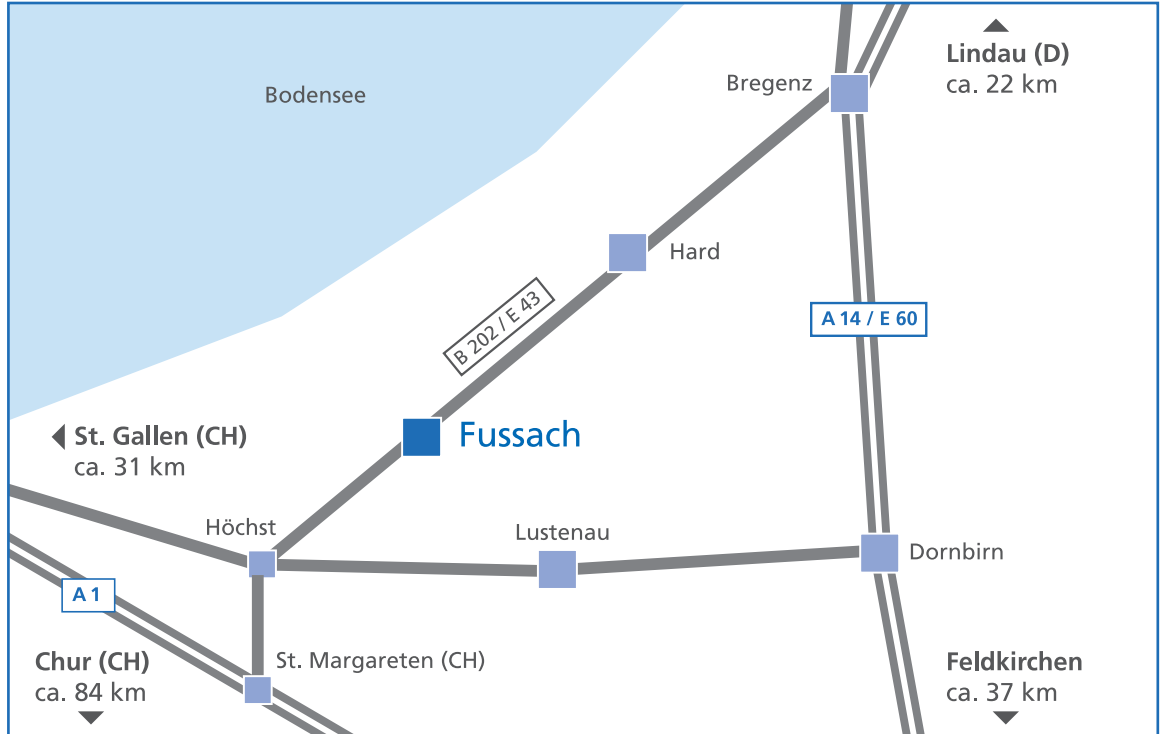 Lindau (D)
ca. 22 km
Bregenz
Bodensee
Hard
B 202 / E 43
A 14 / E 60
St. Gallen (CH)
ca. 31 km
Fussach
Höchst
Lustenau
Dornbirn
A 1
Chur (CH)
ca. 84 km
St. Margareten (CH)
Feldkirchen
ca. 37 km